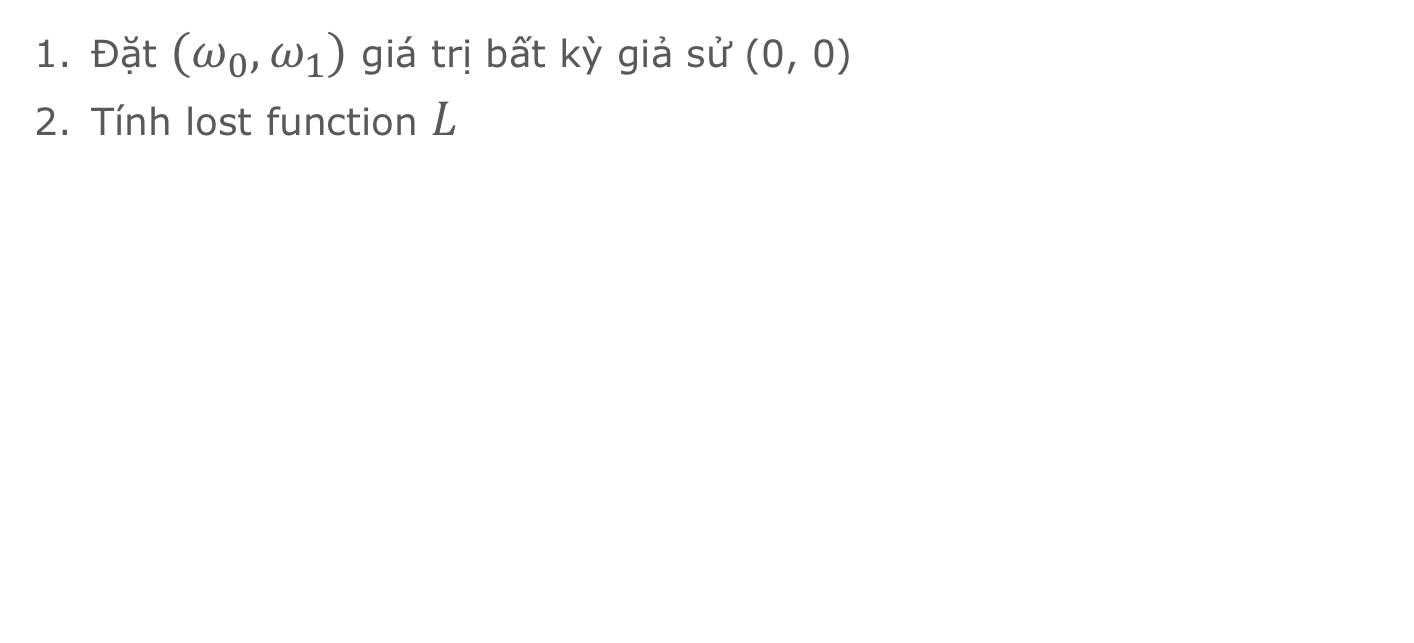 1. Đặt (ω₀, ω₁) giá trị bất kỳ giả sử (0, 0)
2. Tính lost function L